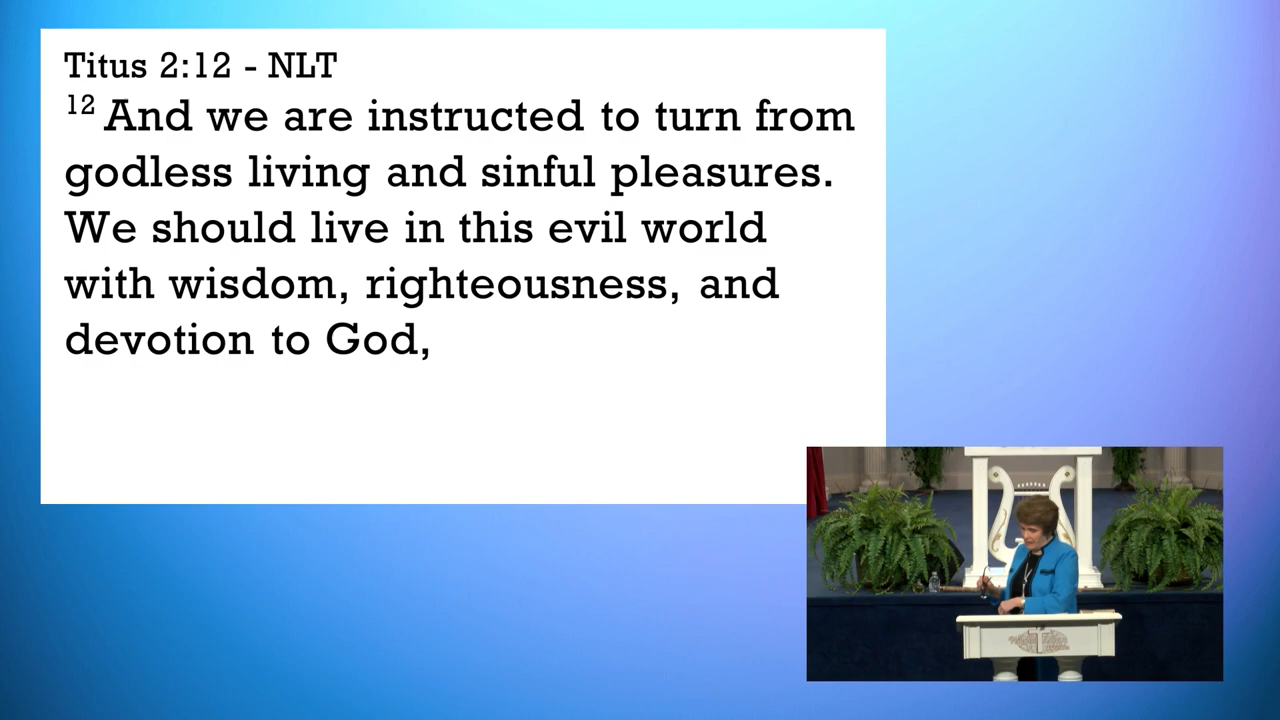 Titus 2:12 - NLT
12 And we are instructed to turn from
godless living and sinful pleasures.
We should live in this evil world
with wisdom, righteousness, and
devotion to God,